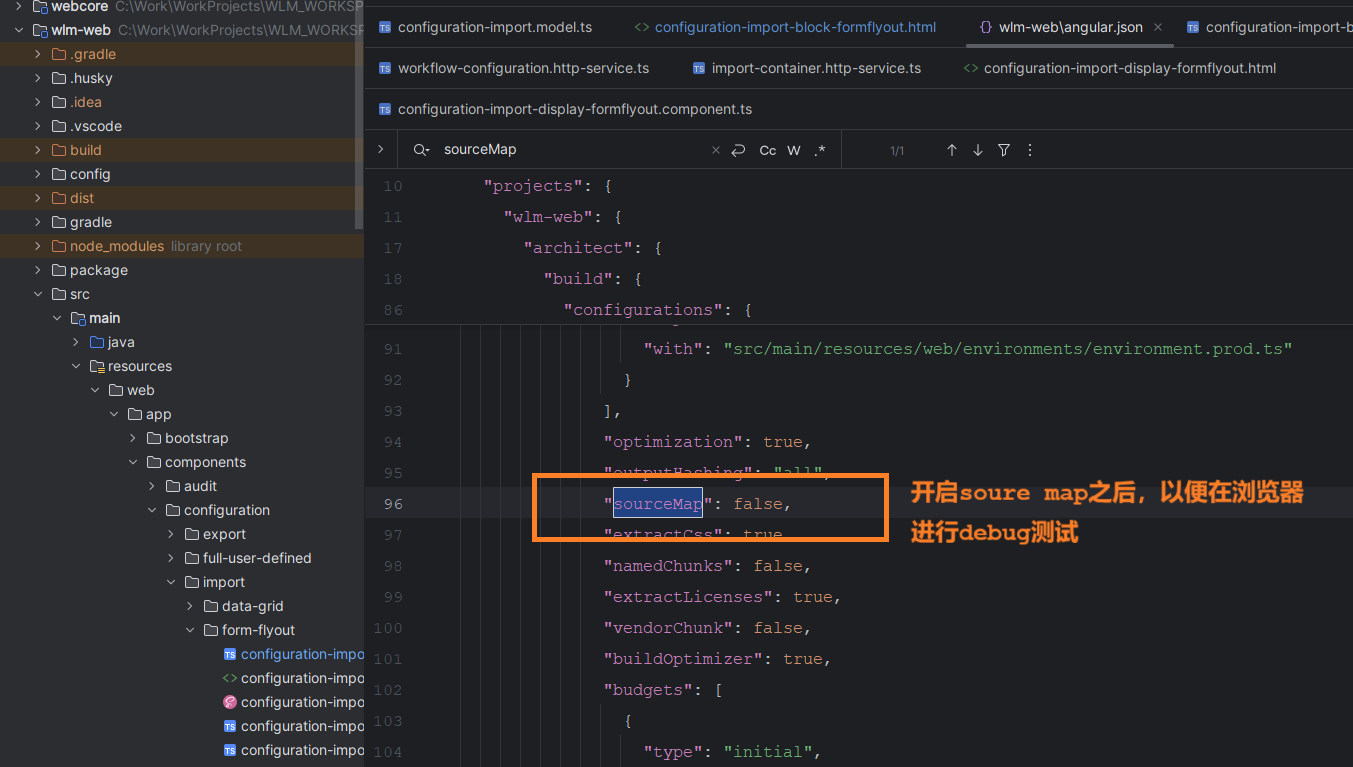 webcore C:\Work\WorkProjects\WLM_WORKSP
wlm-web C:\Work\WorkProjects\WLM_WORKSP
.gradle
.husky
.idea
.vscode
build
config
dist
gradle
node_modules library root
package
src
main
java
resources
web
app
bootstrap
components
audit
configuration
export
full-user-defined
import
data-grid
form-flyout
configuration-impo
configuration-impo
configuration-impo
configuration-impo
configuration-impo
configuration-import.model.ts
configuration-import-block-formflyout.html
wlm-web\angular.json
configuration-import-b
workflow-configuration.http-service.ts
import-container.http-service.ts
configuration-import-display-formflyout.html
configuration-import-display-formflyout.component.ts
sourceMap
Cc W .* 1/1
10 "projects": {
11 "wlm-web": {
17 "architect": {
18 "build": {
86 "configurations": {
91 "with": "src/main/resources/web/environments/environment.prod.ts"
92 }
93 ],
94 "optimization": true,
95 "outputHashing": "all",
96 "sourceMap": false,
97 "extractCss": true
98 "namedChunks": false,
99 "extractLicenses": true,
100 "vendorChunk": false,
101 "buildOptimizer": true,
102 "budgets": [
103 {
104 "type": "initial",
开启soure map之后，以便在浏览器
进行debug测试